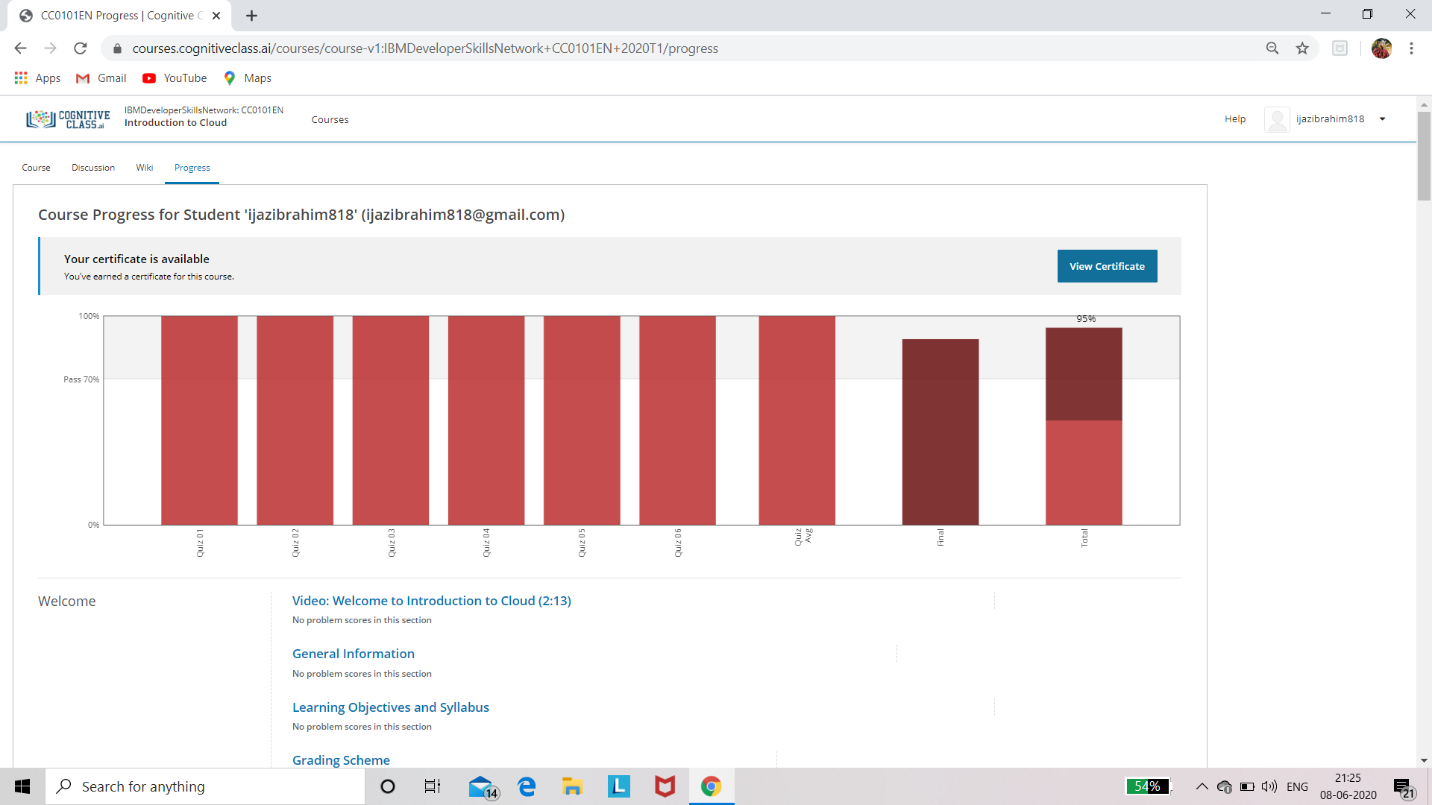 CC0101EN Progress | Cognitive C
courses.cognitiveclass.ai/courses/course-v1:IBMDeveloperSkillsNetwork+CC0101EN+2020T1/progress
Apps
Gmail
YouTube
Maps
COGNITIVE
CLASS.ai
IBMDeveloperSkillsNetwork: CC0101EN
Introduction to Cloud
Courses
Help
ijazibrahim818
Course
Discussion
Wiki
Progress
Course Progress for Student 'ijazibrahim818' (ijazibrahim818@gmail.com)
Your certificate is available
You've earned a certificate for this course.
View Certificate
100%
Pass 70%
0%
95%
Quiz 01
Quiz 02
Quiz 03
Quiz 04
Quiz 05
Quiz 06
Quiz
Avg
Final
Total
Welcome
Video: Welcome to Introduction to Cloud (2:13)
No problem scores in this section
General Information
No problem scores in this section
Learning Objectives and Syllabus
No problem scores in this section
Grading Scheme
Search for anything
14
L
54%
ENG
21:25
08-06-2020
21